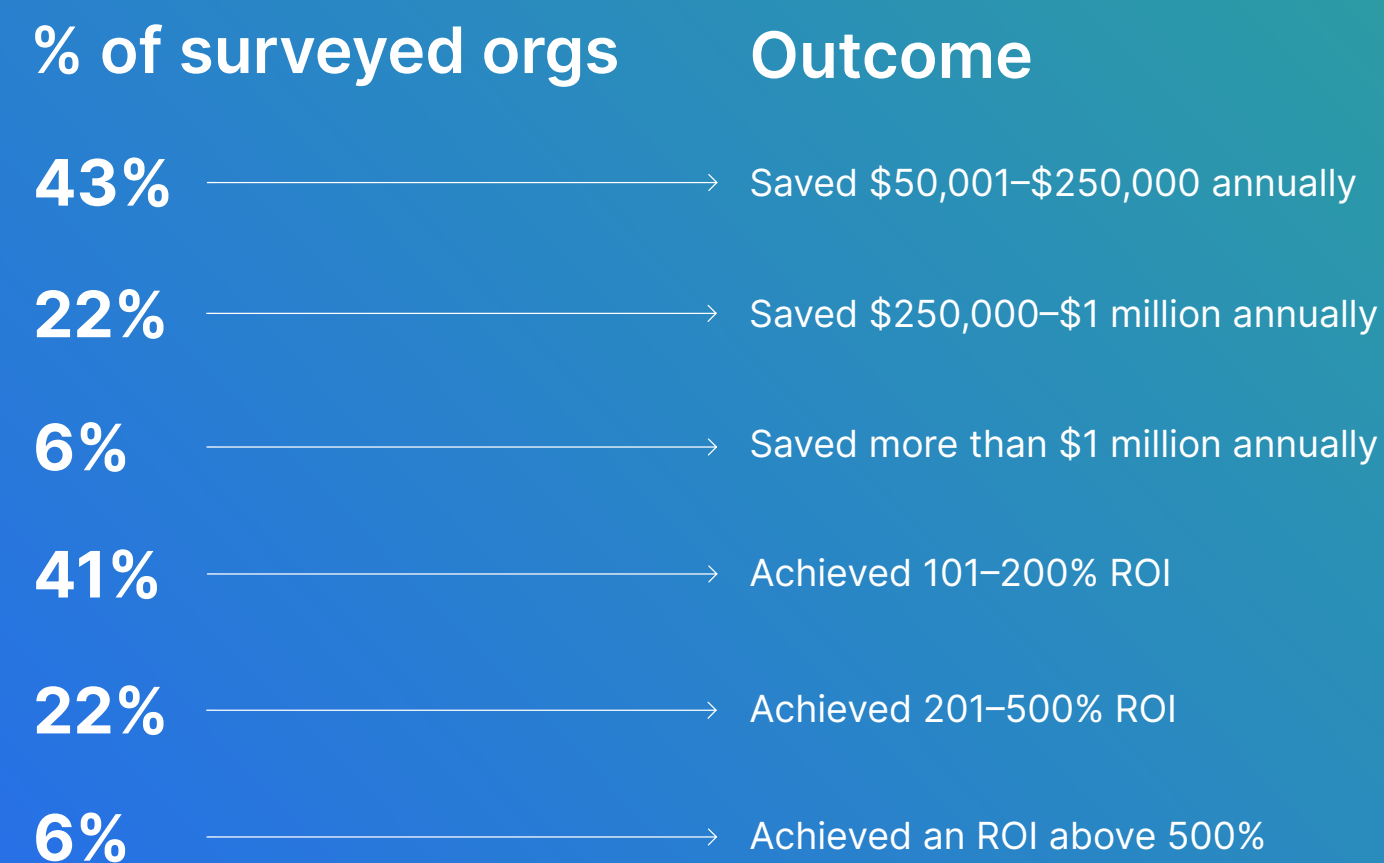 % of surveyed orgs Outcome
43% Saved $50,001–$250,000 annually
22% Saved $250,000–$1 million annually
6% Saved more than $1 million annually
41% Achieved 101–200% ROI
22% Achieved 201–500% ROI
6% Achieved an ROI above 500%